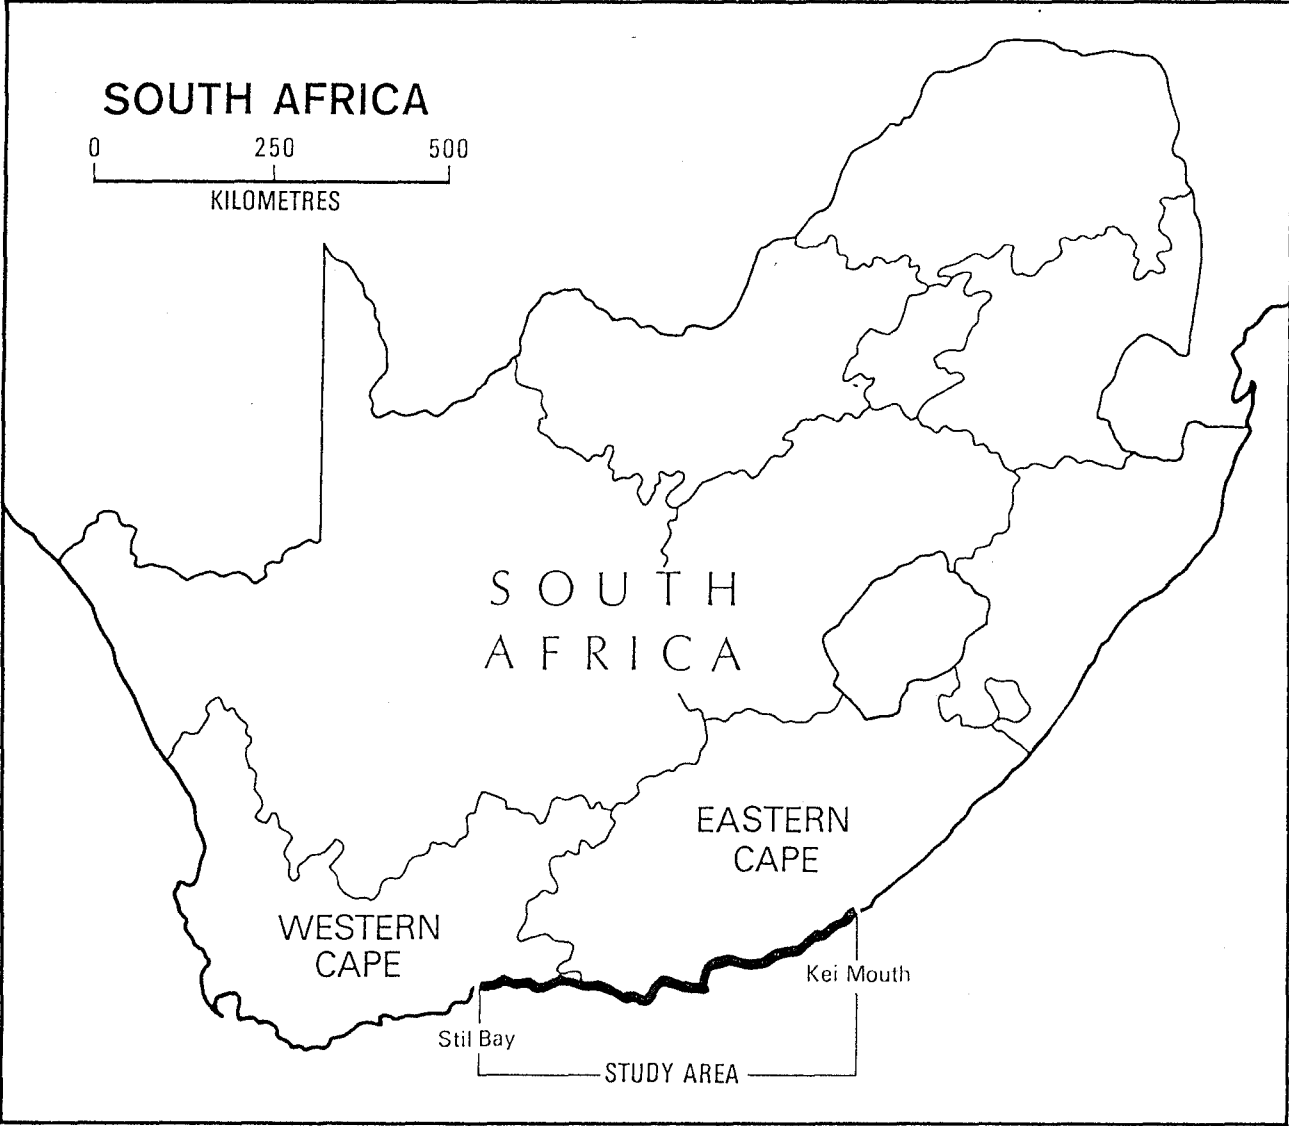 SOUTH AFRICA
0 250 500
KILOMETRES
SOUTH
AFRICA
EASTERN
CAPE
WESTERN
CAPE
Kei Mouth
Stil Bay
STUDY AREA